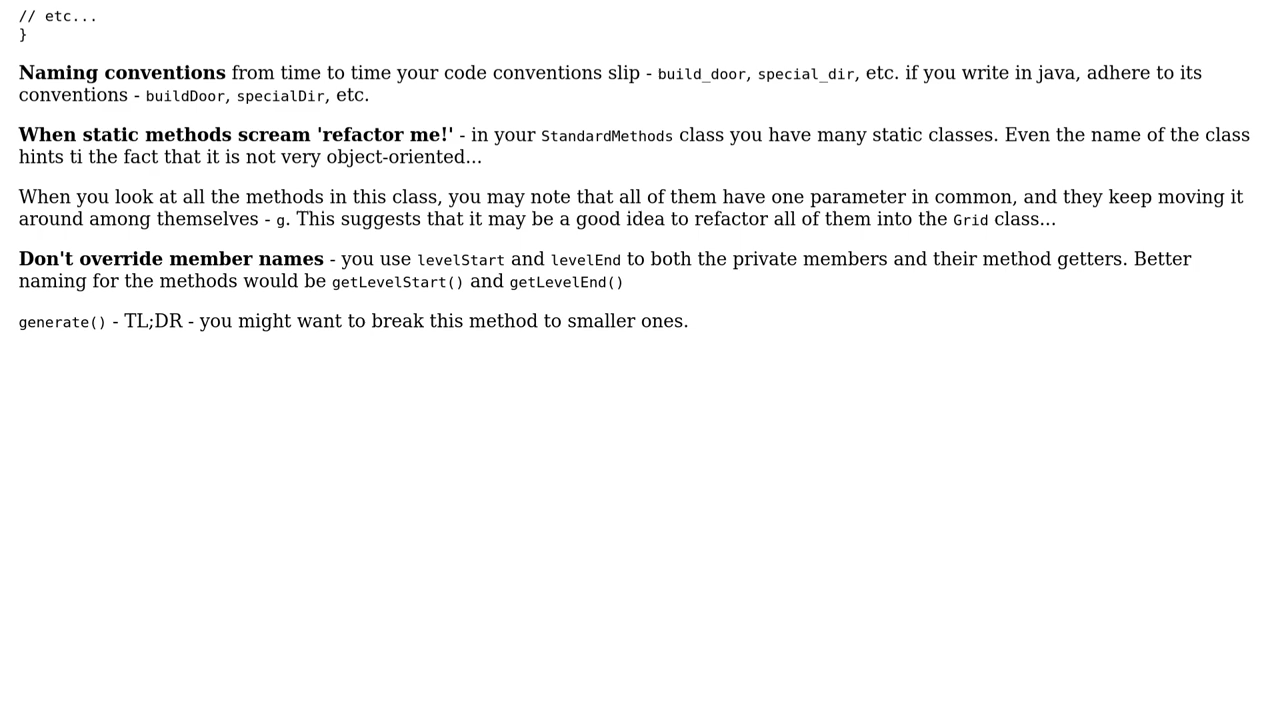 // etc...
}
Naming conventions from time to time your code conventions slip - build_door, special_dir, etc. if you write in java, adhere to its
conventions - buildDoor, specialDir, etc.
When static methods scream 'refactor me!' - in your StandardMethods class you have many static classes. Even the name of the class
hints ti the fact that it is not very object-oriented...
When you look at all the methods in this class, you may note that all of them have one parameter in common, and they keep moving it
around among themselves - g. This suggests that it may be a good idea to refactor all of them into the Grid class...
Don't override member names - you use levelStart and levelEnd to both the private members and their method getters. Better
naming for the methods would be getLevelStart() and getLevelEnd()
generate() - TL;DR - you might want to break this method to smaller ones.